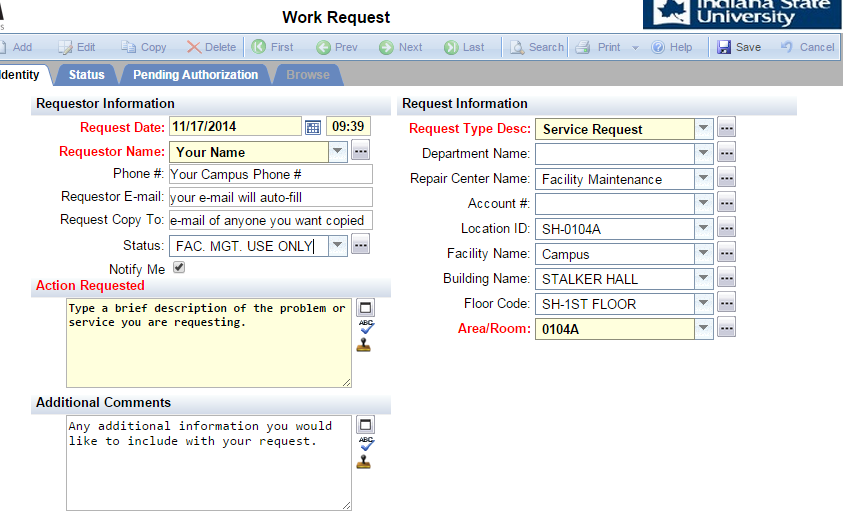 Work Request
Indiana State
University
Add Edit Copy Delete First Prev Next Last Search Print Help Save Cancel
Identity Status Pending Authorization Browse
Requestor Information
Request Date: 11/17/2014 09:39
Requestor Name: Your Name
Phone #: Your Campus Phone #
Requestor E-mail: your e-mail will auto-fill
Request Copy To: e-mail of anyone you want copied
Status: FAC. MGT. USE ONLY
Notify Me
Action Requested
Type a brief description of the problem or
service you are requesting.
ABC
Additional Comments
Any additional information you would
like to include with your request.
ABC
Request Information
Request Type Desc: Service Request
Department Name:
Repair Center Name: Facility Maintenance
Account #:
Location ID: SH-0104A
Facility Name: Campus
Building Name: STALKER HALL
Floor Code: SH-1ST FLOOR
Area/Room: 0104A